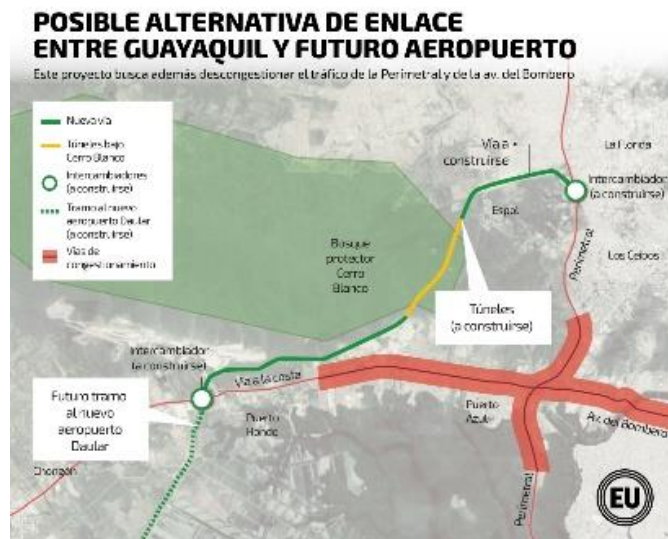 POSIBLE ALTERNATIVA DE ENLACE
ENTRE GUAYAQUIL Y FUTURO AEROPUERTO
Este proyecto busca además descongestionar el tráfico de la Perimetral y de la av. del Bombero
Nueva vía
Túneles bajo
Cerro Blanco
Intercambiadores
(a construirse)
Tramo al nuevo
aeropuerto Daular
(a construirse)
Vías de
congestionamiento
Vía a
construirse
La Florida
Intercambiador
(a construirse)
Espol
Perimetral
Los Ceibos
Bosque
protector
Cerro
Blanco
Túneles
(a construirse)
Intercambiador
(a construirse)
Vía a la costa
Futuro tramo
al nuevo
aeropuerto
Daular
Puerto
Hondo
Puerto
Azul
Av. del Bombero
Chongón
Perimetral
EU